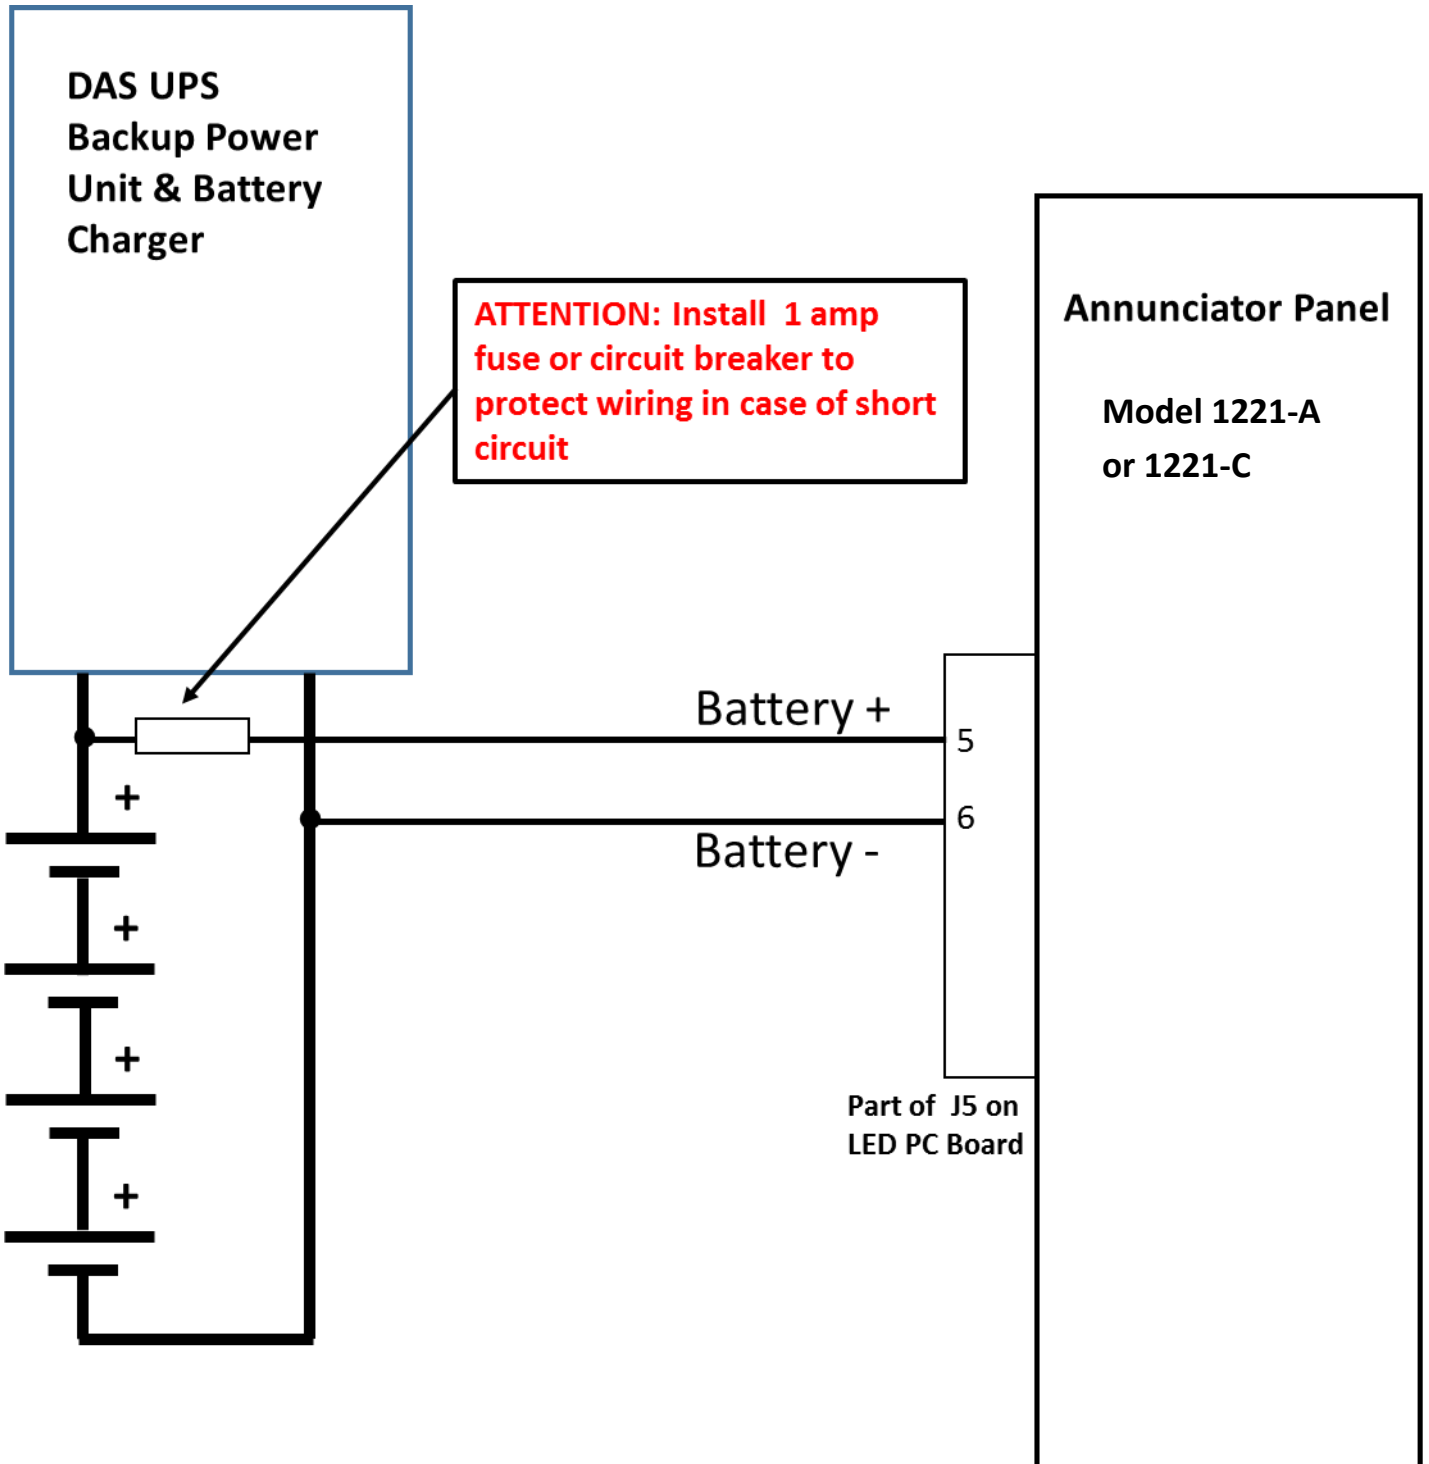 DAS UPS
Backup Power
Unit & Battery
Charger
ATTENTION: Install  1 amp
fuse or circuit breaker to
protect wiring in case of short
circuit
Annunciator Panel
Model 1221-A
or 1221-C
Battery +
5
6
Battery -
+
+
+
+
Part of  J5 on
LED PC Board